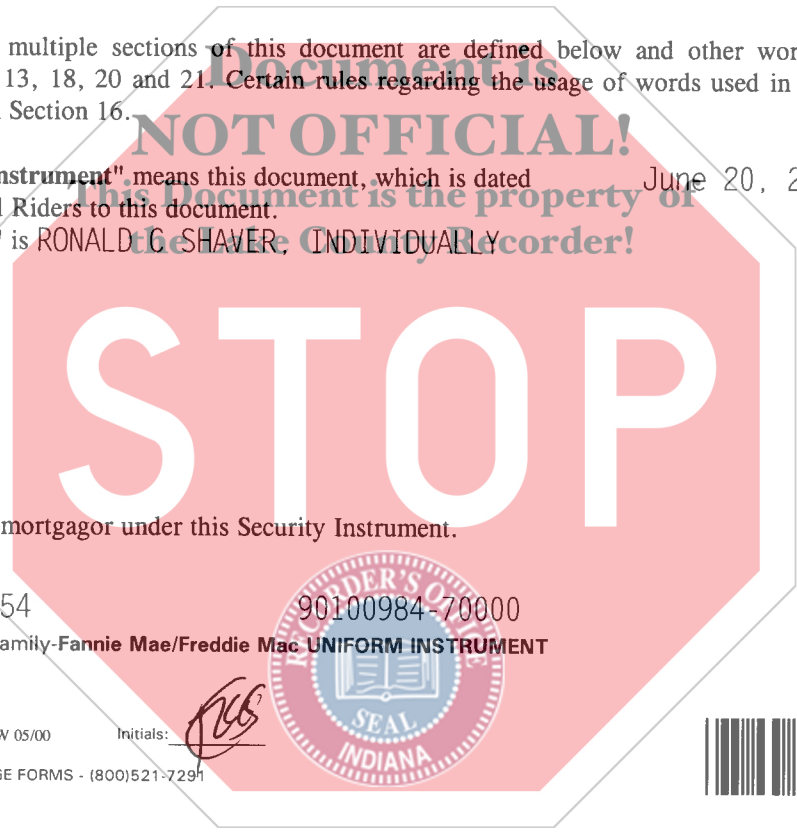 multiple sections of this document are defined below and other wor
13, 18, 20 and 21. Certain rules regarding the usage of words used in
Section 16.
Document is
NOT OFFICIAL!
This Document is the property of
the Lake County Recorder!
nstrument" means this document, which is dated June 20, 2
Riders to this document.
" is RONALD G SHAVER, INDIVIDUALLY
STOP
mortgagor under this Security Instrument.
54 90100984-70000
amily-Fannie Mae/Freddie Mac UNIFORM INSTRUMENT
RECORDER'S OFFICE
SEAL
INDIANA
W 05/00 Initials:
GE FORMS - (800)521-7291